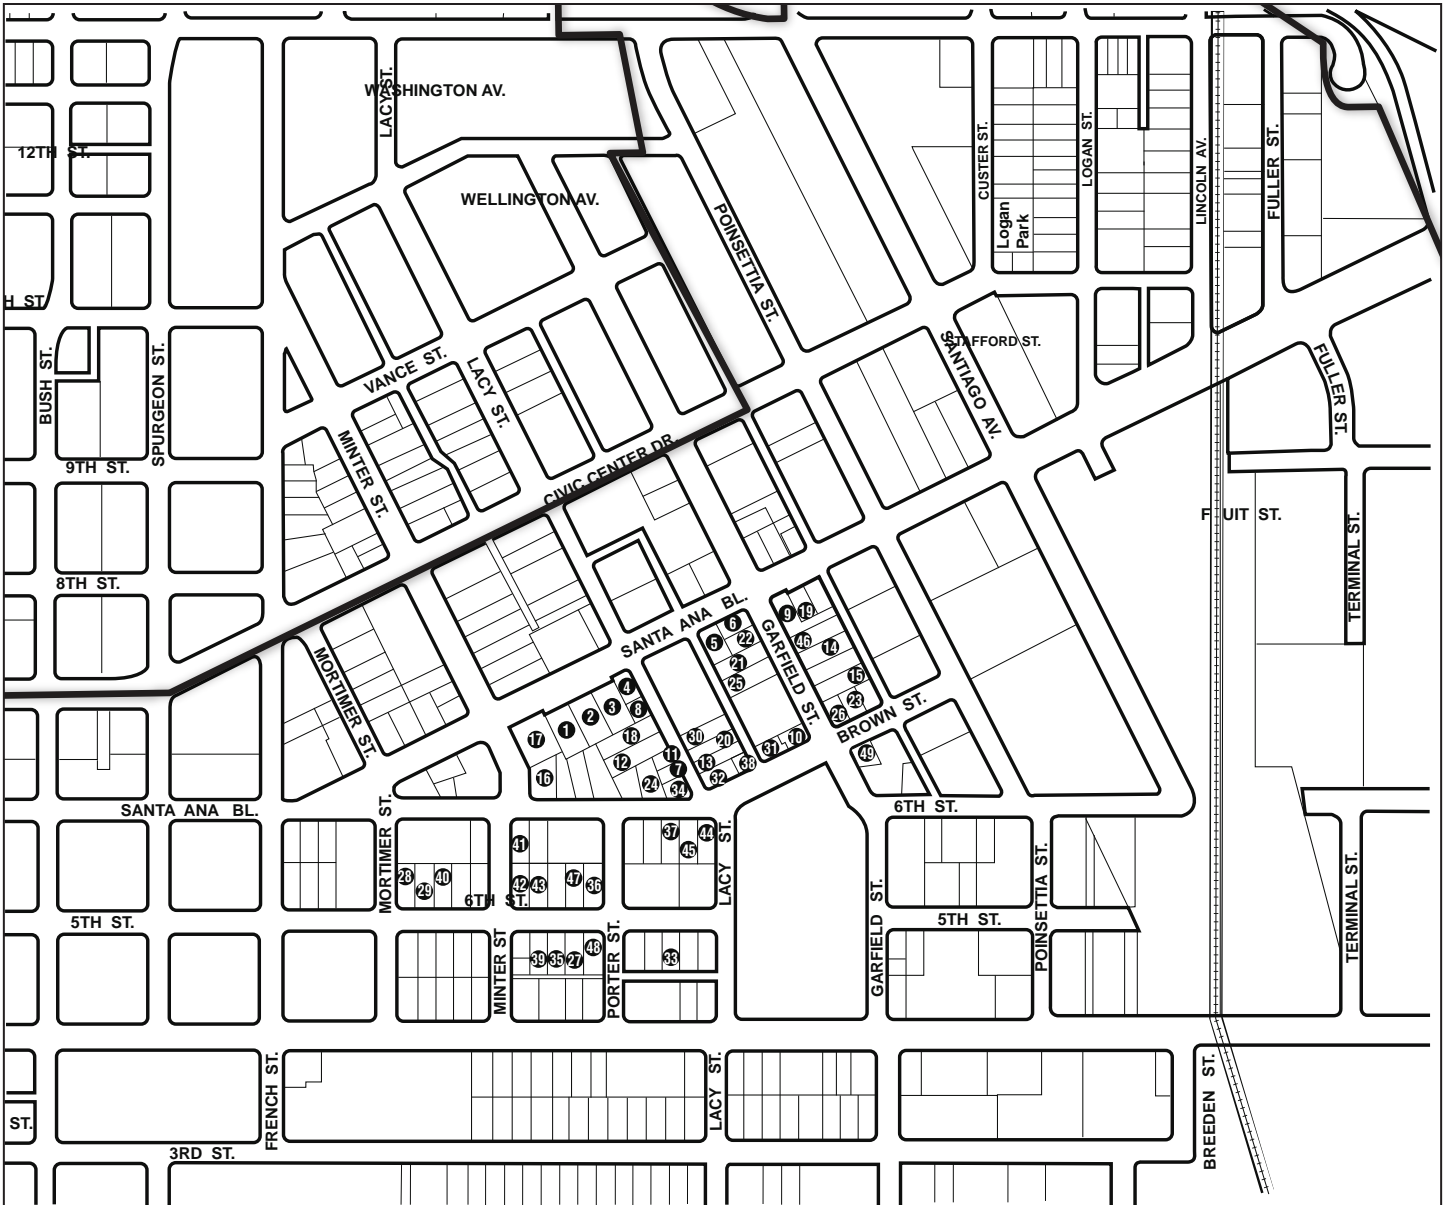 WASHINGTON AV.
LACY ST.
12TH ST.
WELLINGTON AV.
POINSETTIA ST.
CUSTER ST.
LOGAN ST.
LINCOLN AV.
FULLER ST.
Logan
Park
H ST.
BUSH ST.
SPURGEON ST.
VANCE ST.
LACY ST.
STAFFORD ST.
SANTIAGO AV.
FULLER ST.
MINTER ST.
9TH ST.
CIVIC CENTER DR.
F UIT ST.
TERMINAL ST.
8TH ST.
SANTA ANA BL.
GARFIELD ST.
MORTIMER ST.
BROWN ST.
9
19
6
5
22
46
14
21
25
15
23
26
4
3
8
2
1
17
18
12
16
11
7
24
34
30
20
13
32
38
31
10
49
SANTA ANA BL.
MORTIMER ST.
6TH ST.
41
37
44
45
LACY ST.
28
29
40
42
43
47
36
6TH ST.
POINSETTIA ST.
TERMINAL ST.
5TH ST.
5TH ST.
GARFIELD ST.
MINTER ST
39
35
27
48
PORTER ST.
33
FRENCH ST.
LACY ST.
BREEDEN ST.
ST.
3RD ST.